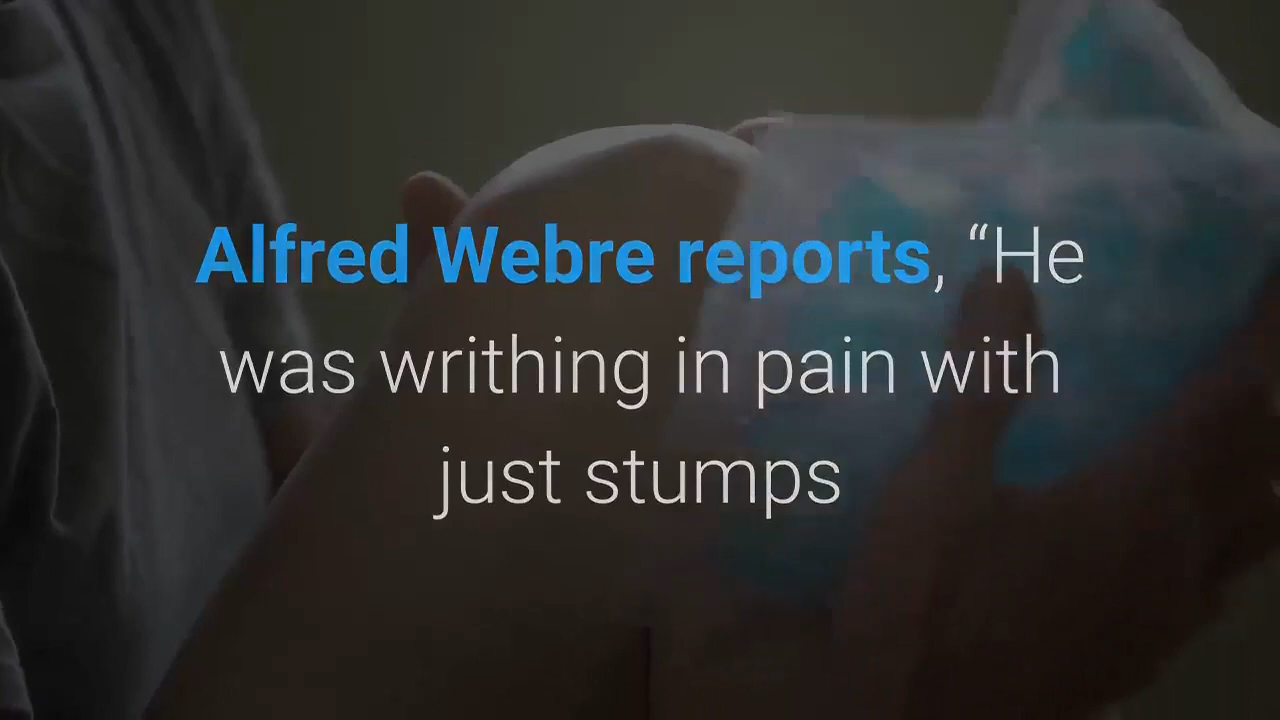 Alfred Webre reports, “He
was writhing in pain with
just stumps